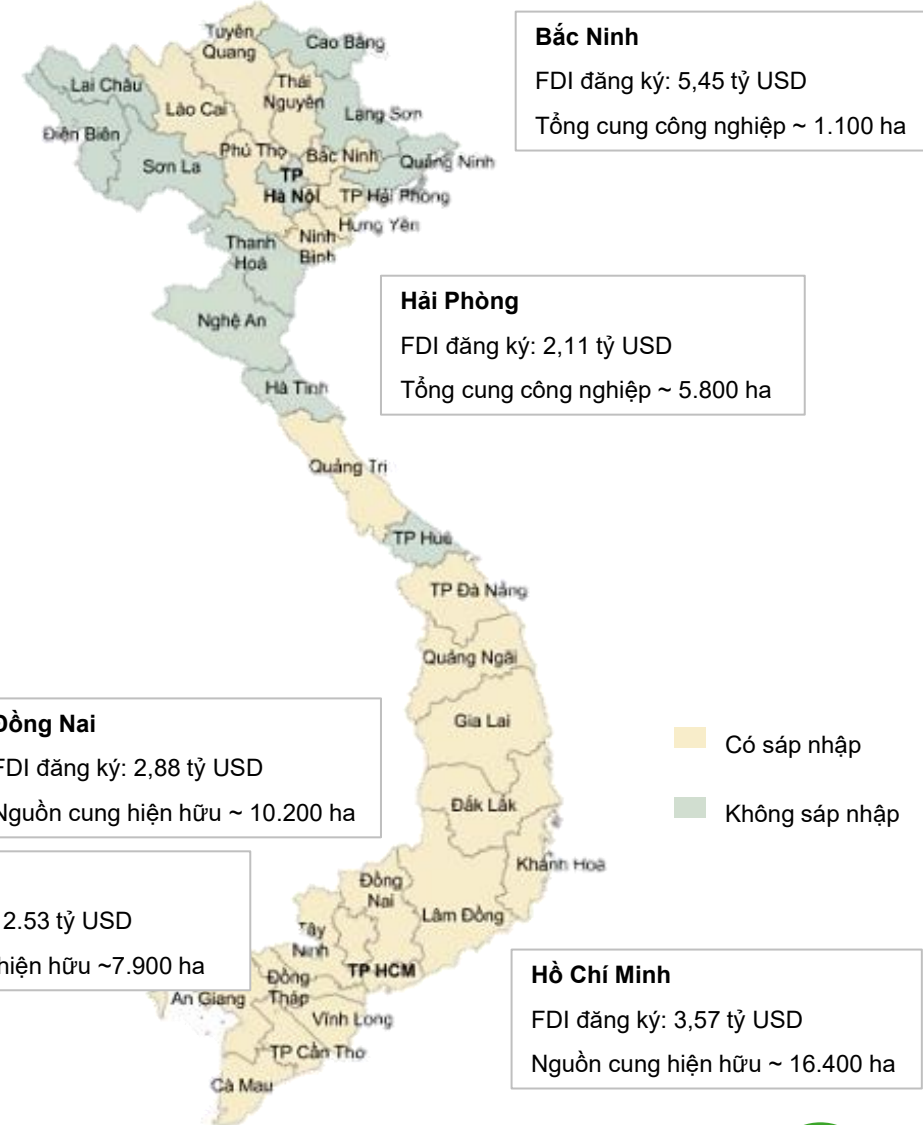 Tuyên
Quang
Cao Bằng
Lai Châu
Thái
Nguyên
Lào Cai
Lạng Sơn
Điện Biên
Phú Thọ
Bắc Ninh
Quảng Ninh
Sơn La
TP
Hà Nội
TP Hải Phòng
Hưng Yên
Ninh
Bình
Thanh
Hoá
Nghệ An
Hà Tĩnh
Quảng Trị
TP Huế
TP Đà Nẵng
Quảng Ngãi
Gia Lai
Đắk Lắk
Khánh Hoà
Đồng
Nai
Lâm Đồng
Tây
Ninh
TP HCM
Đồng
Tháp
An Giang
Vĩnh Long
TP Cần Thơ
Cà Mau
Bắc Ninh
FDI đăng ký: 5,45 tỷ USD
Tổng cung công nghiệp ~ 1.100 ha
Hải Phòng
FDI đăng ký: 2,11 tỷ USD
Tổng cung công nghiệp ~ 5.800 ha
Đồng Nai
FDI đăng ký: 2,88 tỷ USD
Nguồn cung hiện hữu ~ 10.200 ha
2.53 tỷ USD
hiện hữu ~7.900 ha
Có sáp nhập
Không sáp nhập
Hồ Chí Minh
FDI đăng ký: 3,57 tỷ USD
Nguồn cung hiện hữu ~ 16.400 ha